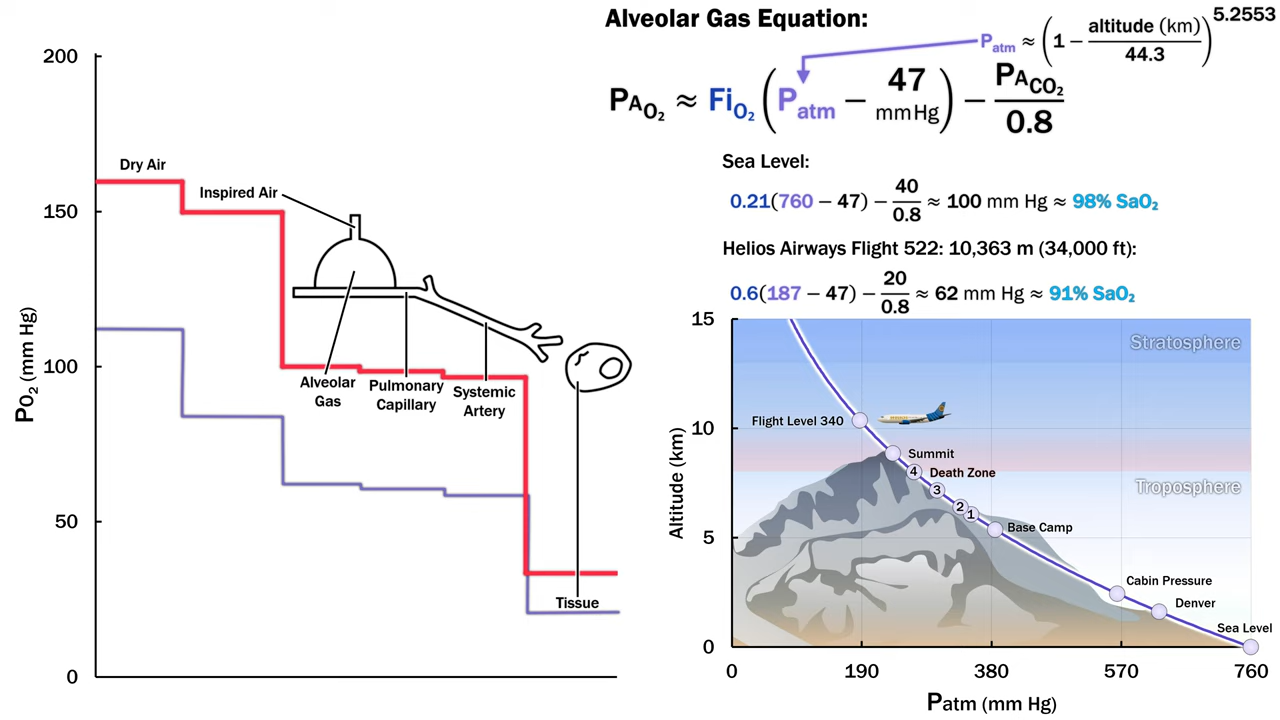 Alveolar Gas Equation:
Patm ≈ (1 − altitude (km) / 44.3)^5.2553
PAO₂ ≈ FiO₂ (Patm − 47 mmHg) − PACO₂ / 0.8
Sea Level:
0.21(760 − 47) − 40 / 0.8 ≈ 100 mm Hg ≈ 98% SaO₂
Helios Airways Flight 522: 10,363 m (34,000 ft):
0.6(187 − 47) − 20 / 0.8 ≈ 62 mm Hg ≈ 91% SaO₂
PO₂ (mm Hg)
200
150
100
50
0
Dry Air
Inspired Air
Alveolar
Gas
Pulmonary
Capillary
Systemic
Artery
Tissue
Altitude (km)
15
10
5
0
Stratosphere
Troposphere
Flight Level 340
Summit
4 Death Zone
3
2
1
Base Camp
Cabin Pressure
Denver
Sea Level
0 190 380 570 760
Patm (mm Hg)